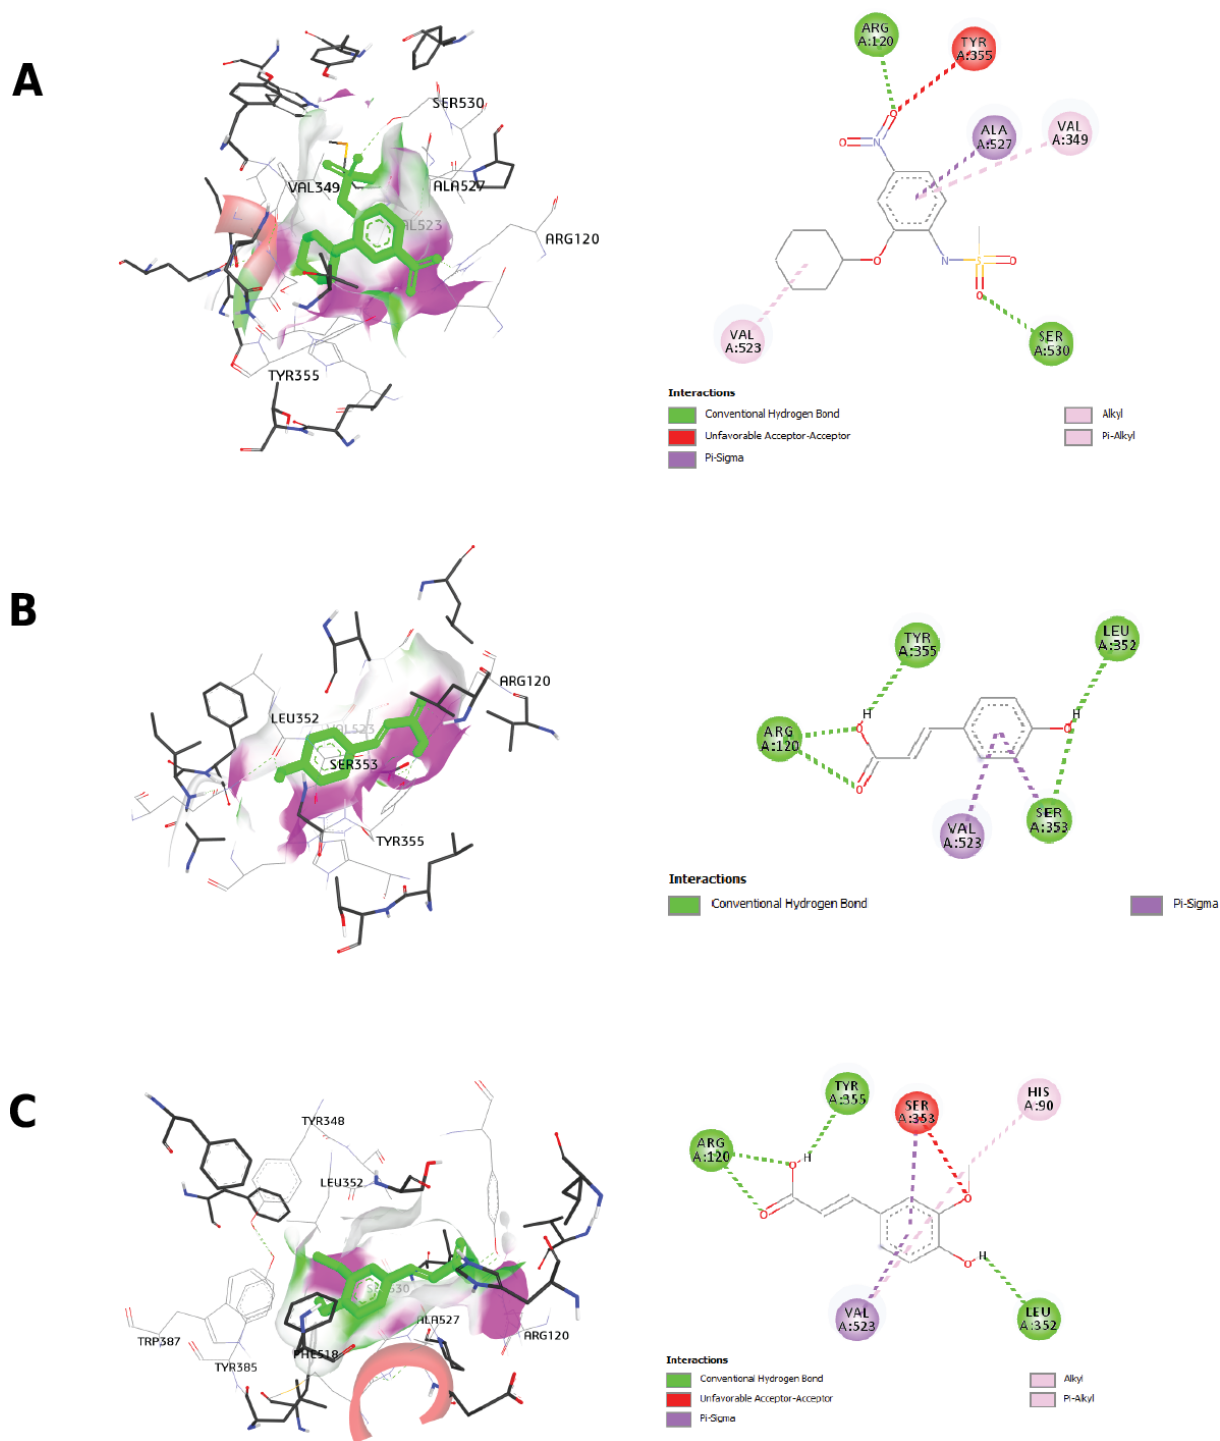 A
SER530
VAL349
ALA527
AL523
ARG120
TYR355
ARG
A:120
TYR
A:355
ALA
A:527
VAL
A:349
O
O
N
O
N
S
O
O
VAL
A:523
SER
A:530
Interactions
Conventional Hydrogen Bond
Unfavorable Acceptor-Acceptor
Pi-Sigma
Alkyl
Pi-Alkyl
B
ARG120
LEU352
VAL523
SER353
TYR355
TYR
A:355
LEU
A:352
ARG
A:120
H
O
O
H
O
VAL
A:523
SER
A:353
Interactions
Conventional Hydrogen Bond
Pi-Sigma
C
TYR348
LEU352
ALA527
ARG120
TRP387
TYR385
PHE518
TYR
A:355
SER
A:353
HIS
A:90
ARG
A:120
O H
O
O
O H
VAL
A:523
LEU
A:352
Interactions
Conventional Hydrogen Bond
Unfavorable Acceptor-Acceptor
Pi-Sigma
Alkyl
Pi-Alkyl